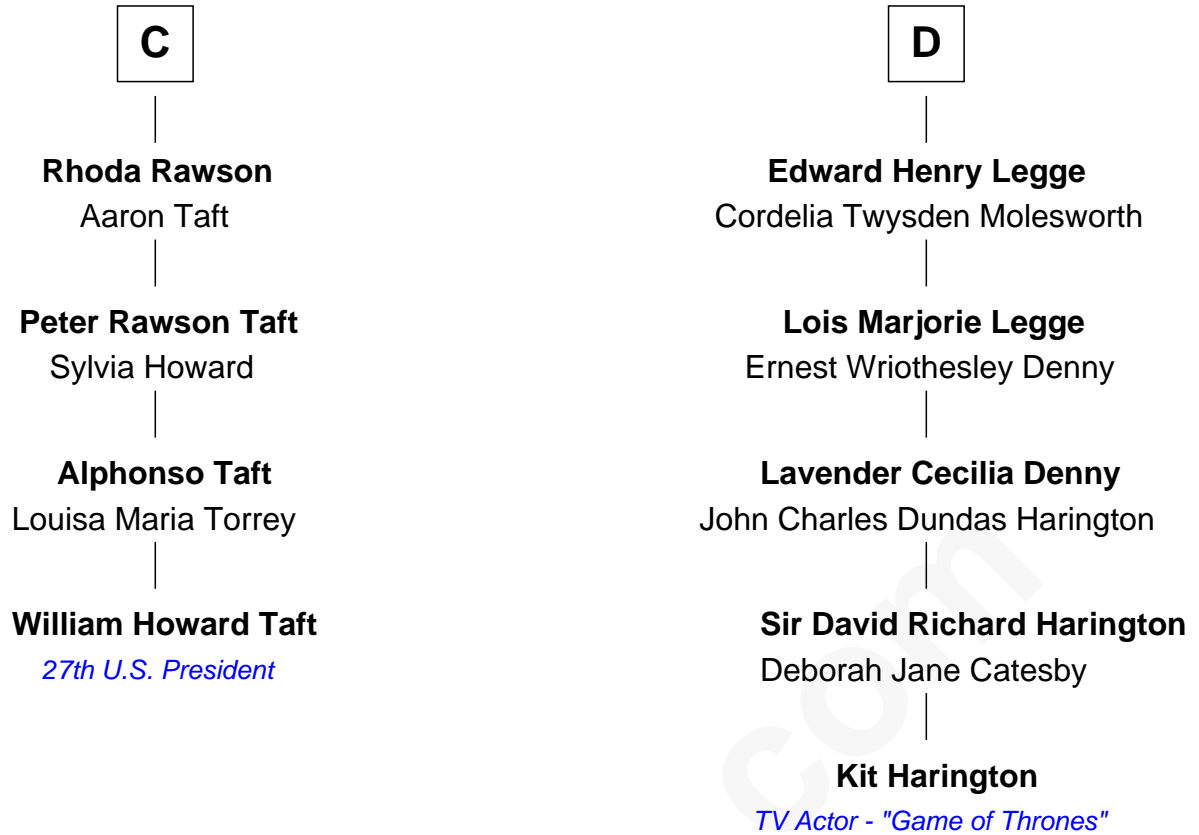 C
Rhoda Rawson
Aaron Taft
Peter Rawson Taft
Sylvia Howard
Alphonso Taft
Louisa Maria Torrey
William Howard Taft
27th U.S. President
D
Edward Henry Legge
Cordelia Twysden Molesworth
Lois Marjorie Legge
Ernest Wriothesley Denny
Lavender Cecilia Denny
John Charles Dundas Harington
Sir David Richard Harington
Deborah Jane Catesby
Kit Harington
TV Actor - "Game of Thrones"
com